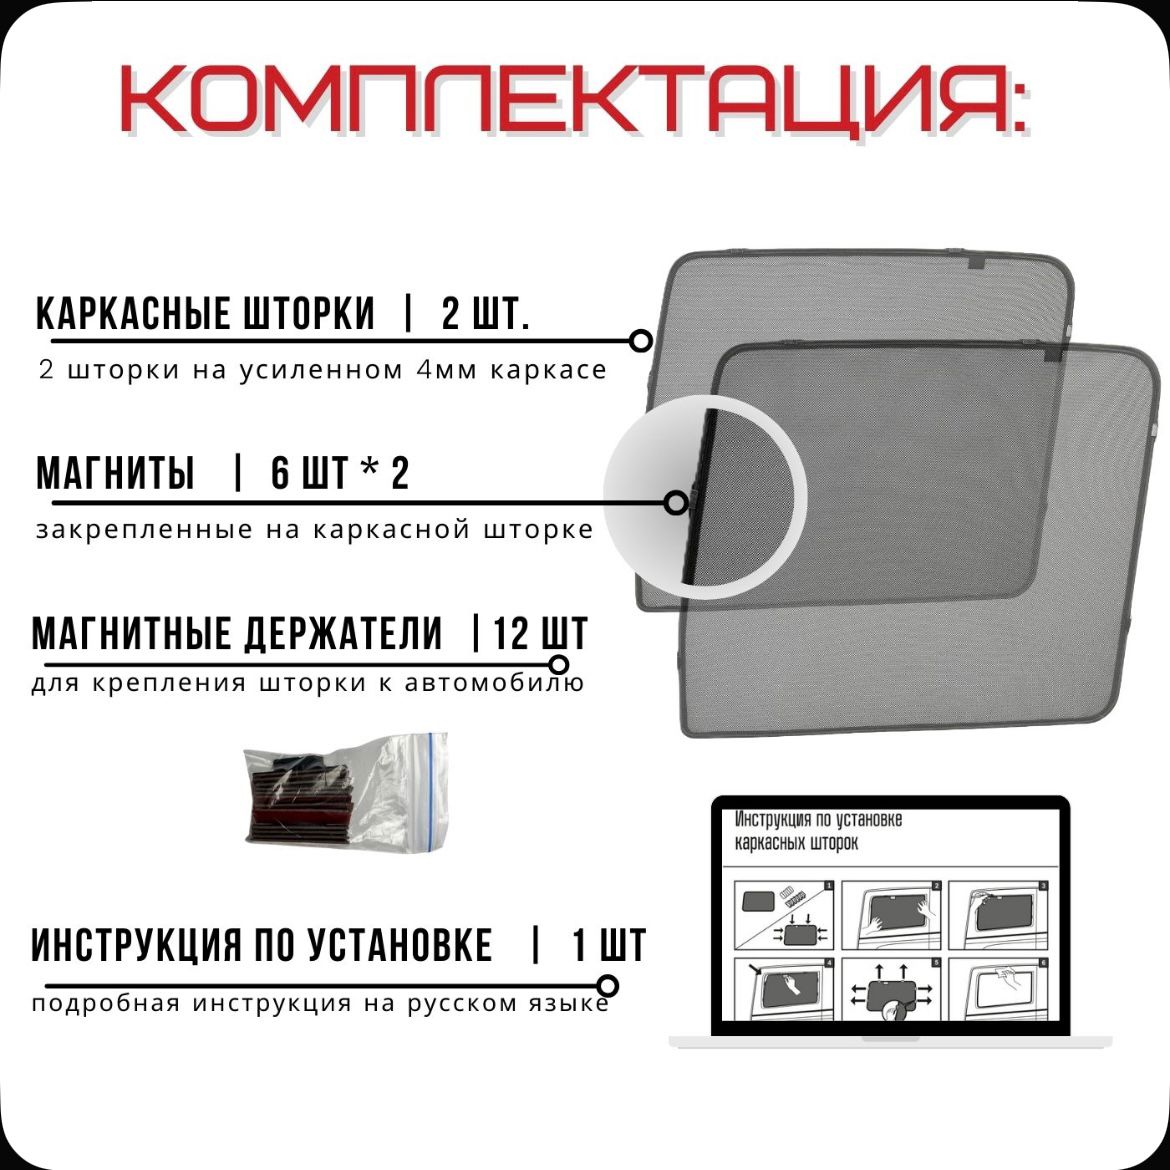 КОМПЛЕКТАЦИЯ:
КАРКАСНЫЕ ШТОРКИ | 2 ШТ.
2 шторки на усиленном 4мм каркасе
МАГНИТЫ | 6 ШТ * 2
закрепленные на каркасной шторке
МАГНИТНЫЕ ДЕРЖАТЕЛИ | 12 ШТ
для крепления шторки к автомобилю
ИНСТРУКЦИЯ ПО УСТАНОВКЕ | 1 ШТ
подробная инструкция на русском языке
Инструкция по установке
каркасных шторок
1
2
3
4
5
6